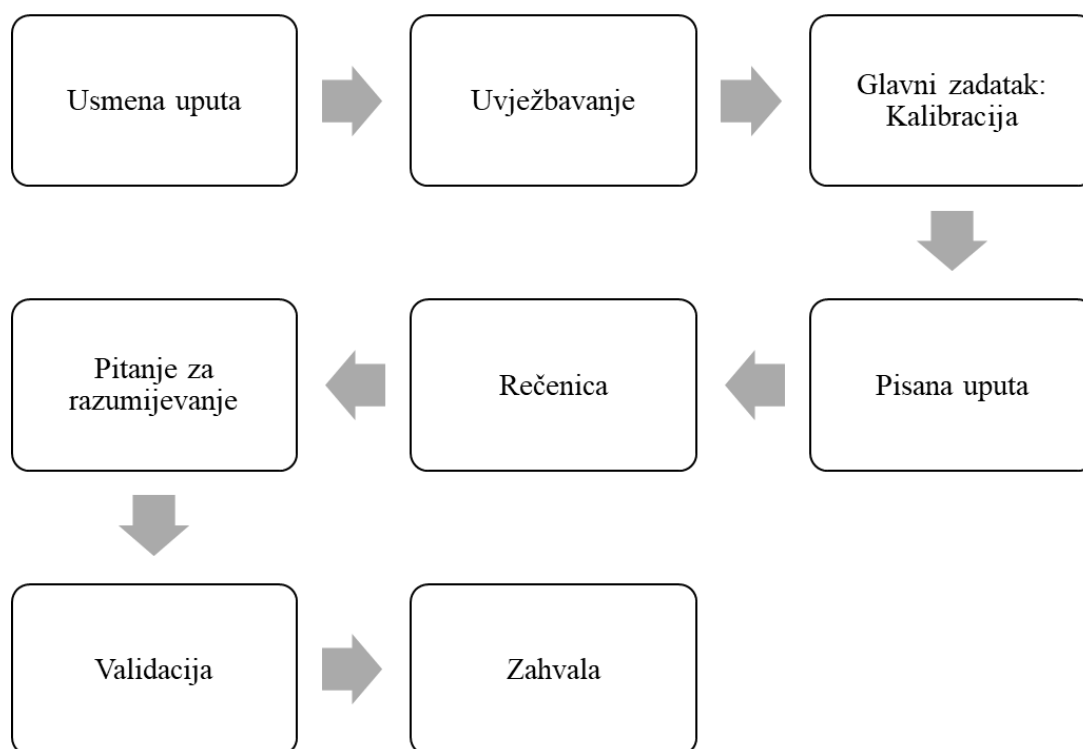 Usmena uputa
Uvježbavanje
Glavni zadatak:
Kalibracija
Pisana uputa
Rečenica
Pitanje za
razumijevanje
Validacija
Zahvala